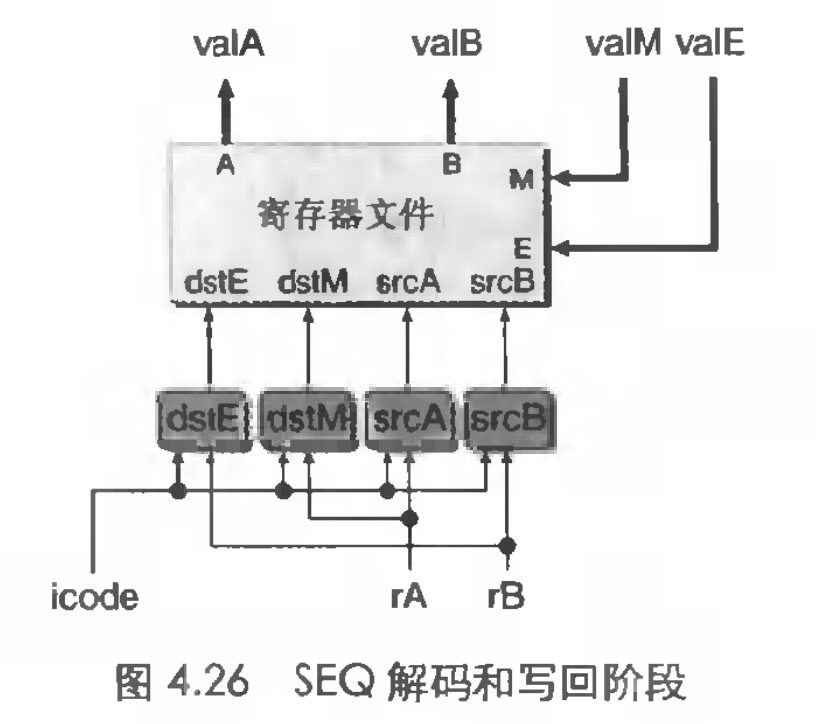 valA valB valM valE
A B M
寄存器文件
E
dstE dstM srcA srcB
dstE dstM srcA srcB
icode rA rB
图 4.26 SEQ 解码和写回阶段